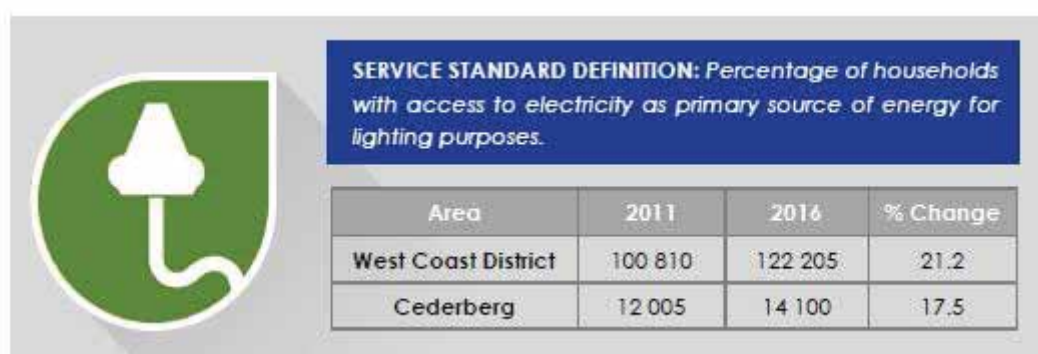 SERVICE STANDARD DEFINITION: Percentage of households
with access to electricity as primary source of energy for
lighting purposes.
Area 2011 2016 % Change
West Coast District 100 810 122 205 21.2
Cederberg 12 005 14 100 17.5